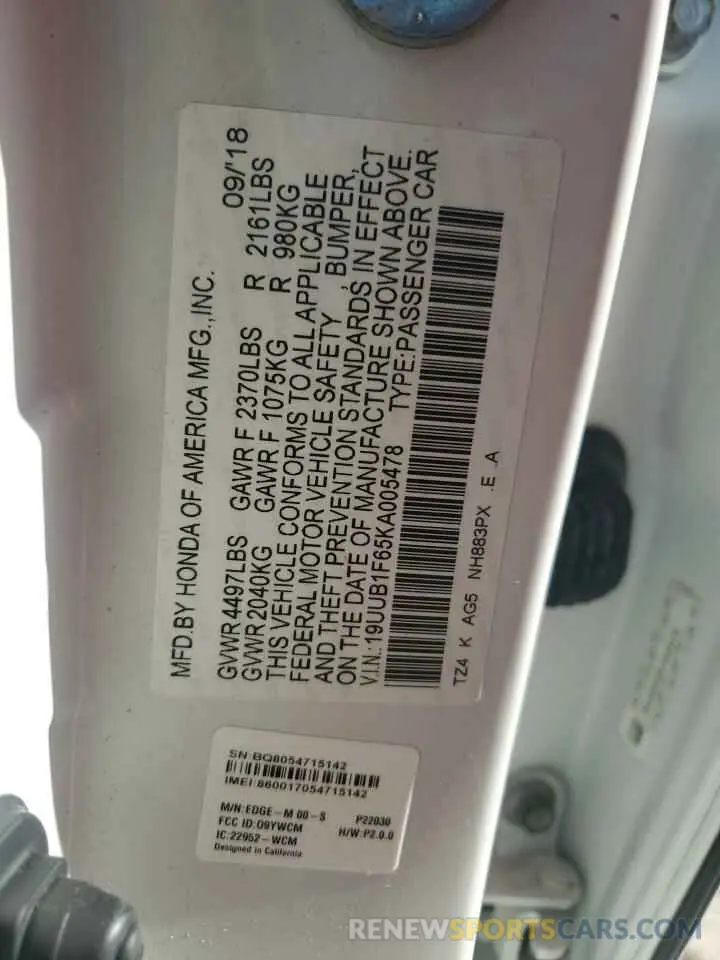 MFD.BY HONDA OF AMERICA MFG.,INC.
09/'18
GVWR 4497LBS GAWR F 2370LBS R 2161LBS
GVWR 2040KG GAWR F 1075KG R 980KG
THIS VEHICLE CONFORMS TO ALL APPLICABLE
FEDERAL MOTOR VEHICLE SAFETY , BUMPER,
AND THEFT PREVENTION STANDARDS IN EFFECT
ON THE DATE OF MANUFACTURE SHOWN ABOVE.
V.I.N.:19UUB1F65KA005478 TYPE:PASSENGER CAR
TZ4 K AG5 NH883PX .E .A
SN:BQ8054715142
IMEI:860017054715142
M/N:EDGE-M 00-S P22030
FCC ID:O9YWCM H/W:P2.0.0
IC:22952-WCM
Designed in California
RENEWSPORTSCARS.COM